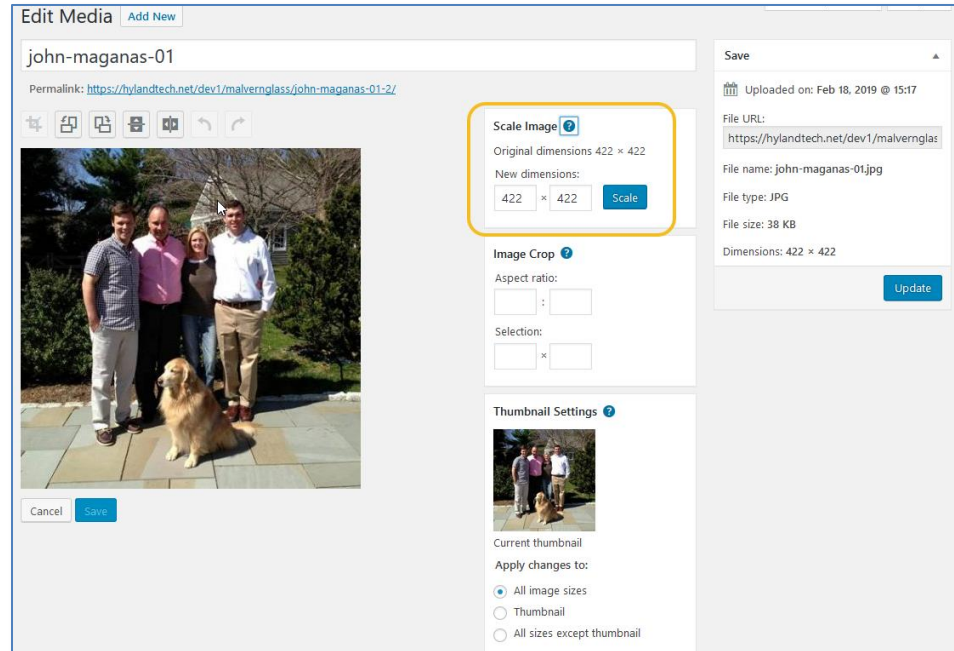 Edit Media Add New
john-maganas-01
Permalink: https://hylandtech.net/dev1/malvernglass/john-maganas-01-2/
Cancel Save
Scale Image ?
Original dimensions 422 × 422
New dimensions:
422 × 422 Scale
Image Crop ?
Aspect ratio:
:
Selection:
×
Thumbnail Settings ?
Current thumbnail
Apply changes to:
All image sizes
Thumbnail
All sizes except thumbnail
Save
Uploaded on: Feb 18, 2019 @ 15:17
File URL:
https://hylandtech.net/dev1/malvernglas
File name: john-maganas-01.jpg
File type: JPG
File size: 38 KB
Dimensions: 422 × 422
Update